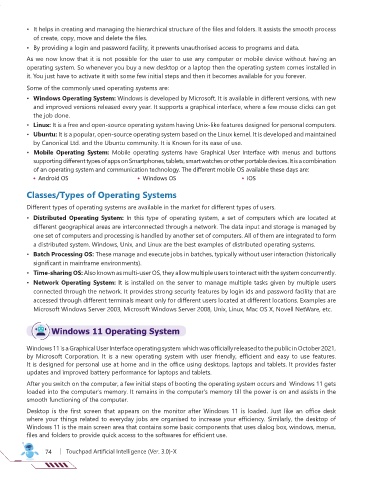 • It helps in creating and managing the hierarchical structure of the files and folders. It assists the smooth process
of create, copy, move and delete the files.
• By providing a login and password facility, it prevents unauthorised access to programs and data.
As we now know that it is not possible for the user to use any computer or mobile device without having an
operating system. So whenever you buy a new desktop or a laptop then the operating system comes installed in
it. You just have to activate it with some few initial steps and then it becomes available for you forever.
Some of the commonly used operating systems are:
• Windows Operating System: Windows is developed by Microsoft. It is available in different versions, with new
and improved versions released every year. It supports a graphical interface, where a few mouse clicks can get
the job done.
• Linux: It is a free and open-source operating system having Unix-like features designed for personal computers.
• Ubuntu: It is a popular, open-source operating system based on the Linux kernel. It is developed and maintained
by Canonical Ltd. and the Ubuntu community. It is Known for its ease of use.
• Mobile Operating System: Mobile operating systems have Graphical User Interface with menus and buttons
supporting different types of apps on Smartphones, tablets, smartwatches or other portable devices. It is a combination
of an operating system and communication technology. The different mobile OS available these days are:
• Android OS • Windows OS • iOS
Classes/Types of Operating Systems
Different types of operating systems are available in the market for different types of users.
• Distributed Operating System: In this type of operating system, a set of computers which are located at
different geographical areas are interconnected through a network. The data input and storage is managed by
one set of computers and processing is handled by another set of computers. All of them are integrated to form
a distributed system. Windows, Unix, and Linux are the best examples of distributed operating systems.
• Batch Processing OS: These manage and execute jobs in batches, typically without user interaction (historically
significant in mainframe environments).
• Time-sharing OS: Also known as multi-user OS, they allow multiple users to interact with the system concurrently.
• Network Operating System: It is installed on the server to manage multiple tasks given by multiple users
connected through the network. It provides strong security features by login ids and password facility that are
accessed through different terminals meant only for different users located at different locations. Examples are
Microsoft Windows Server 2003, Microsoft Windows Server 2008, Unix, Linux, Mac OS X, Novell NetWare, etc.
Windows 11 Operating System
Windows 11 is a Graphical User Interface operating system which was officially released to the public in October 2021,
by Microsoft Corporation. It is a new operating system with user friendly, efficient and easy to use features.
It is designed for personal use at home and in the office using desktops, laptops and tablets. It provides faster
updates and improved battery performance for laptops and tablets.
After you switch on the computer, a few initial steps of booting the operating system occurs and Windows 11 gets
loaded into the computer's memory. It remains in the computer's memory till the power is on and assists in the
smooth functioning of the computer.
Desktop is the first screen that appears on the monitor after Windows 11 is loaded. Just like an office desk
where your things related to everyday jobs are organised to increase your efficiency. Similarly, the desktop of
Windows 11 is the main screen area that contains some basic components that uses dialog box, windows, menus,
files and folders to provide quick access to the softwares for efficient use.
74 | Touchpad Artificial Intelligence (Ver. 3.0)-X